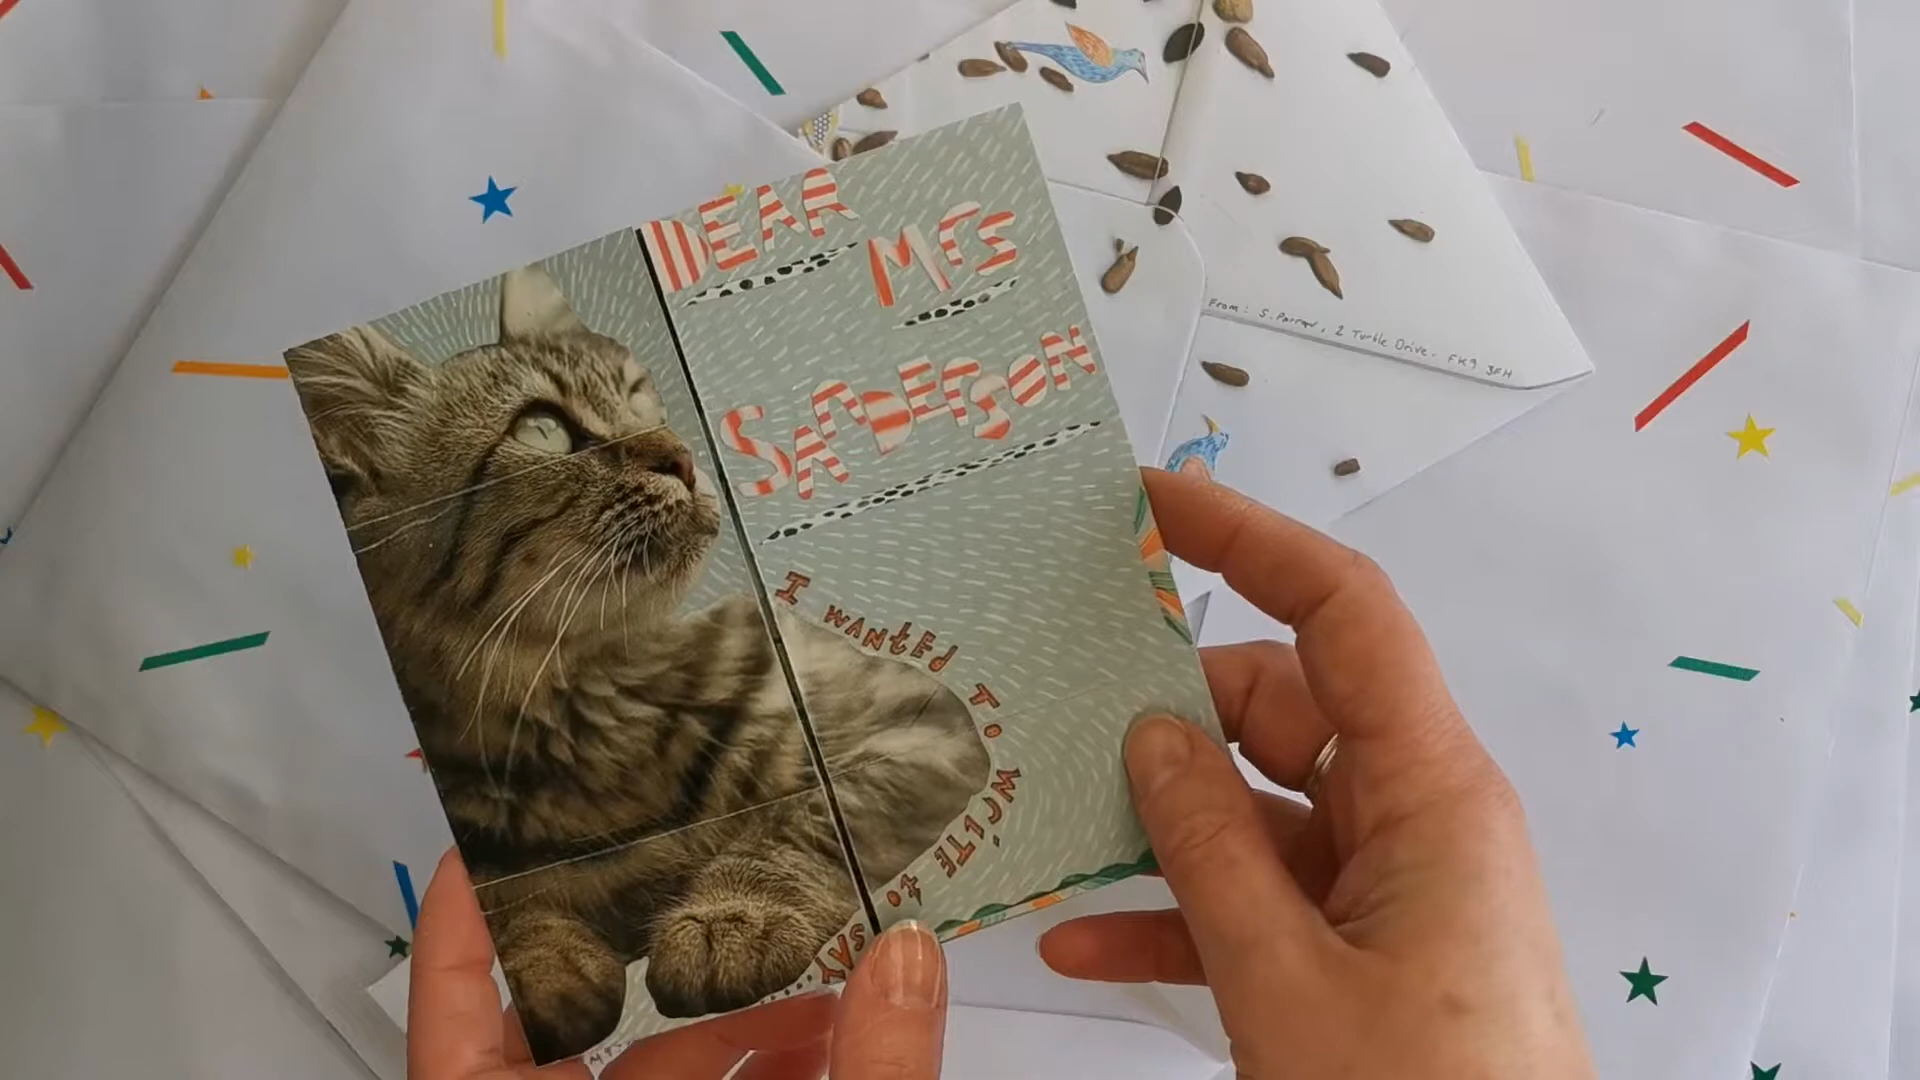 DEAR
Mrs
SANDERSON
I WANTED TO WRITE to SAY
From: S. Parrow, 2 Turtle Drive. FK9 3FH